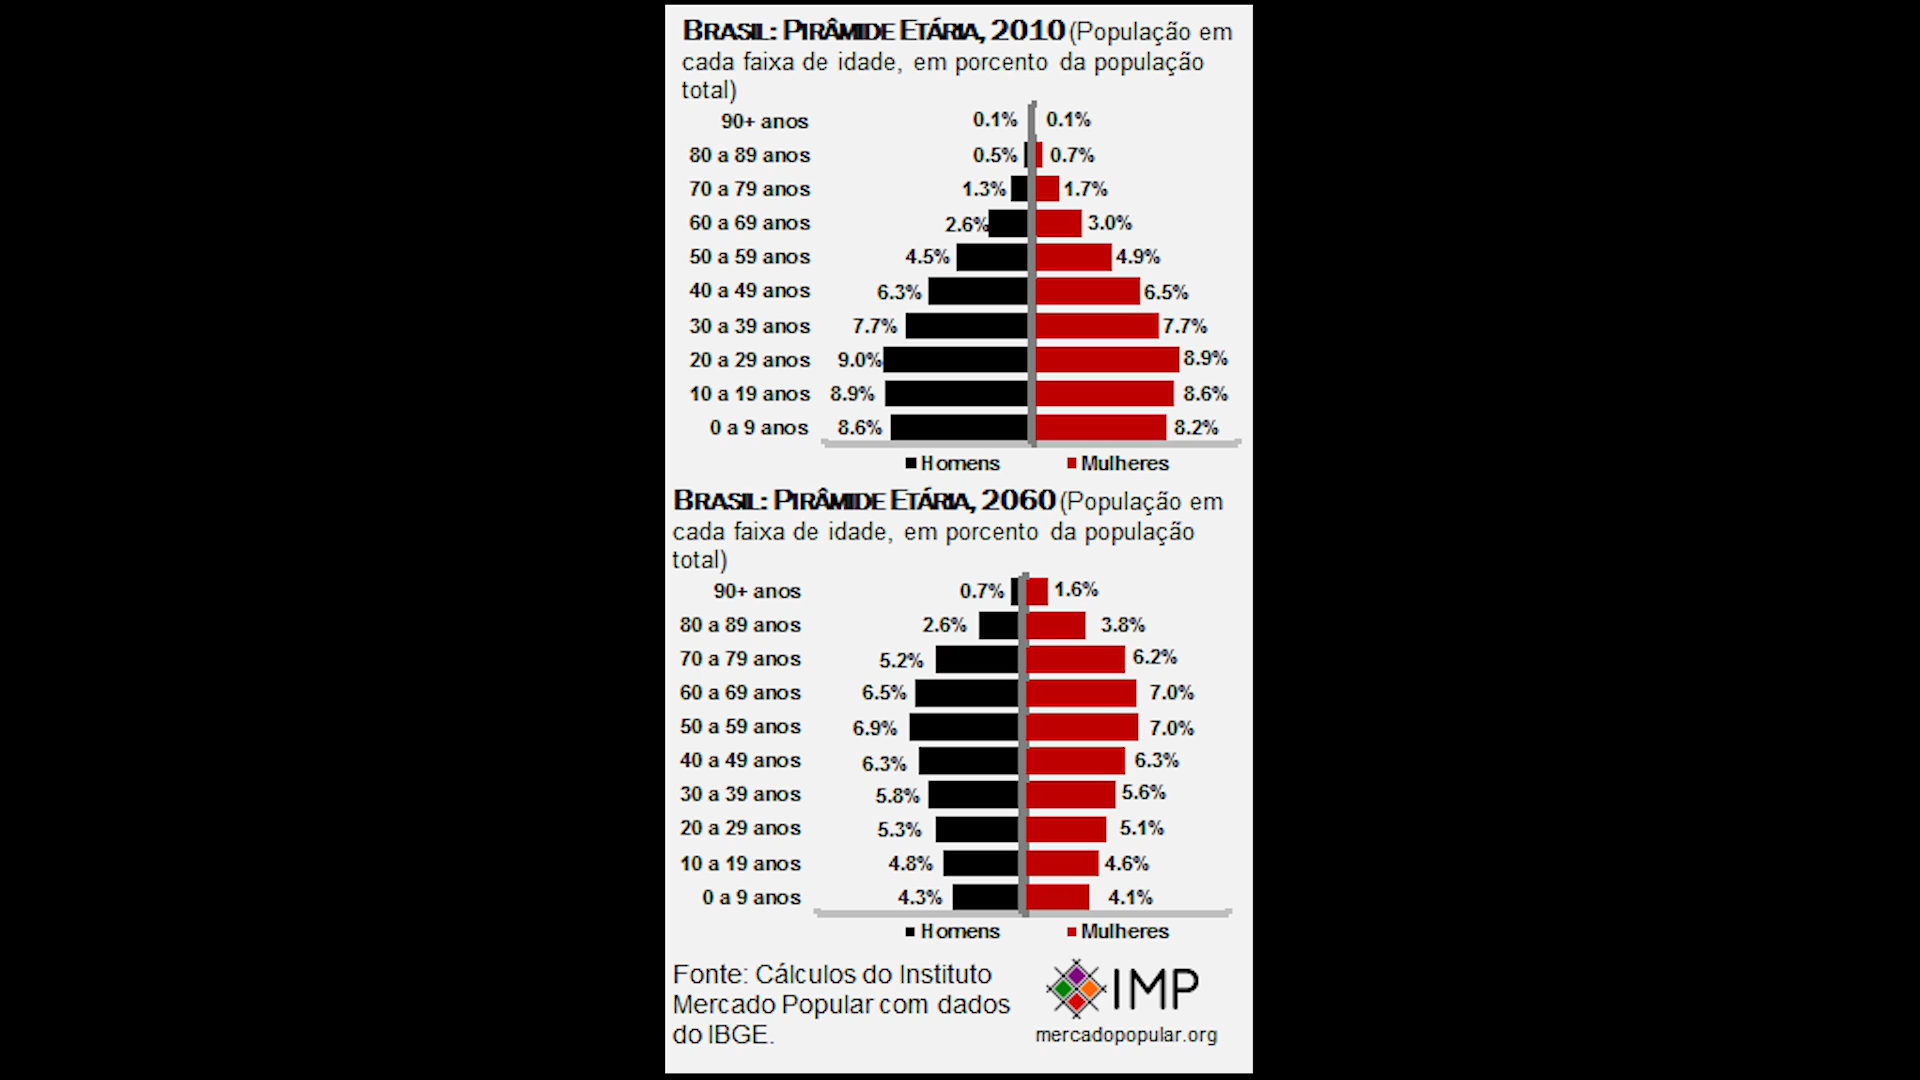 BRASIL: PIRÂMIDE ETÁRIA, 2010 (População em
cada faixa de idade, em porcento da população
total)
90+ anos 0.1% 0.1%
80 a 89 anos 0.5% 0.7%
70 a 79 anos 1.3% 1.7%
60 a 69 anos 2.6% 3.0%
50 a 59 anos 4.5% 4.9%
40 a 49 anos 6.3% 6.5%
30 a 39 anos 7.7% 7.7%
20 a 29 anos 9.0% 8.9%
10 a 19 anos 8.9% 8.6%
0 a 9 anos 8.6% 8.2%
Homens Mulheres
BRASIL: PIRÂMIDE ETÁRIA, 2060 (População em
cada faixa de idade, em porcento da população
total)
90+ anos 0.7% 1.6%
80 a 89 anos 2.6% 3.8%
70 a 79 anos 5.2% 6.2%
60 a 69 anos 6.5% 7.0%
50 a 59 anos 6.9% 7.0%
40 a 49 anos 6.3% 6.3%
30 a 39 anos 5.8% 5.6%
20 a 29 anos 5.3% 5.1%
10 a 19 anos 4.8% 4.6%
0 a 9 anos 4.3% 4.1%
Homens Mulheres
Fonte: Cálculos do Instituto
Mercado Popular com dados
do IBGE.
IMP
mercadopopular.org